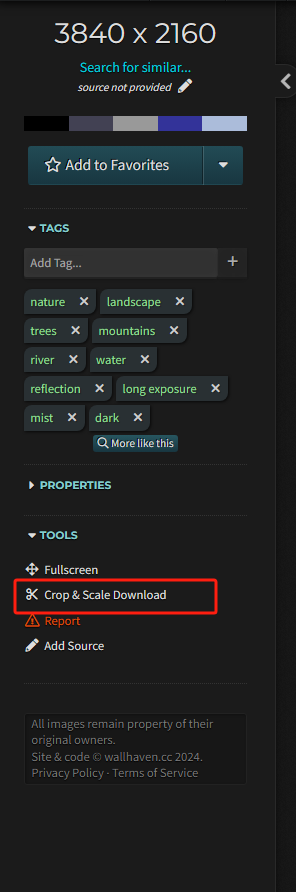 3840 x 2160
Search for similar...
source not provided
Add to Favorites
TAGS
Add Tag... +
nature × landscape ×
trees × mountains ×
river × water ×
reflection × long exposure ×
mist × dark ×
More like this
PROPERTIES
TOOLS
Fullscreen
Crop & Scale Download
Report
Add Source
All images remain property of their
original owners.
Site & code © wallhaven.cc 2024.
Privacy Policy - Terms of Service